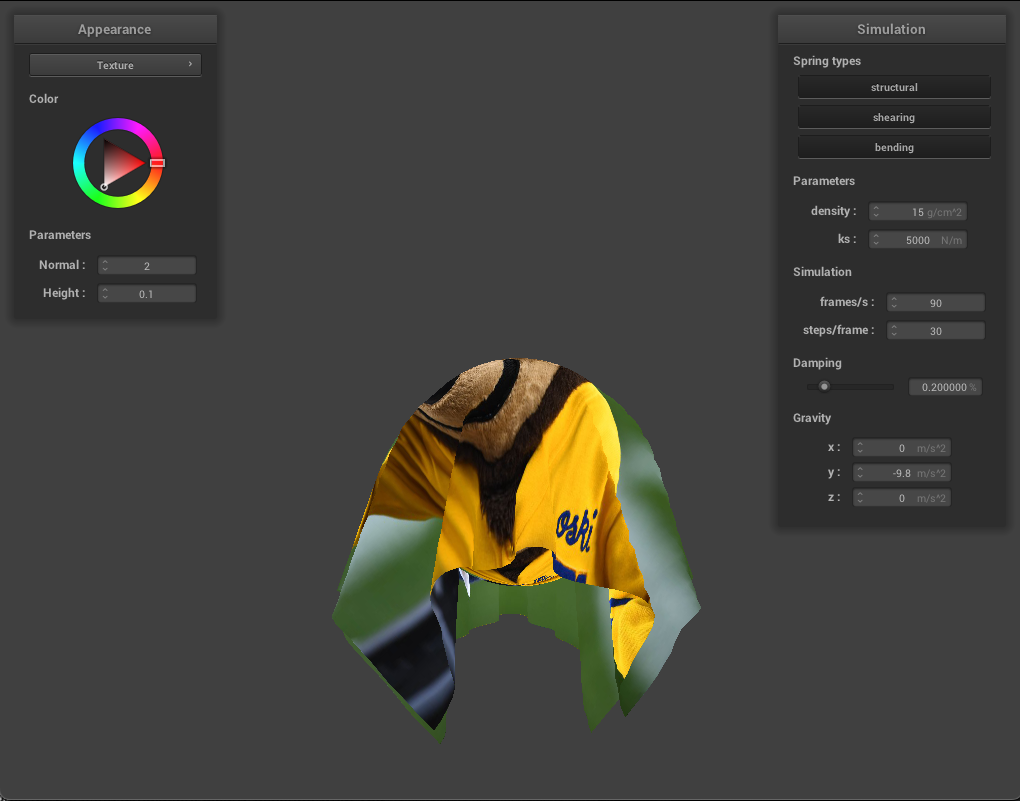 Appearance
Texture
Color
Parameters
Normal : 2
Height : 0.1
Simulation
Spring types
structural
shearing
bending
Parameters
density : 15 g/cm^2
ks : 5000 N/m
Simulation
frames/s : 90
steps/frame : 30
Damping
0.200000 %
Gravity
x : 0 m/s^2
y : -9.8 m/s^2
z : 0 m/s^2
oski